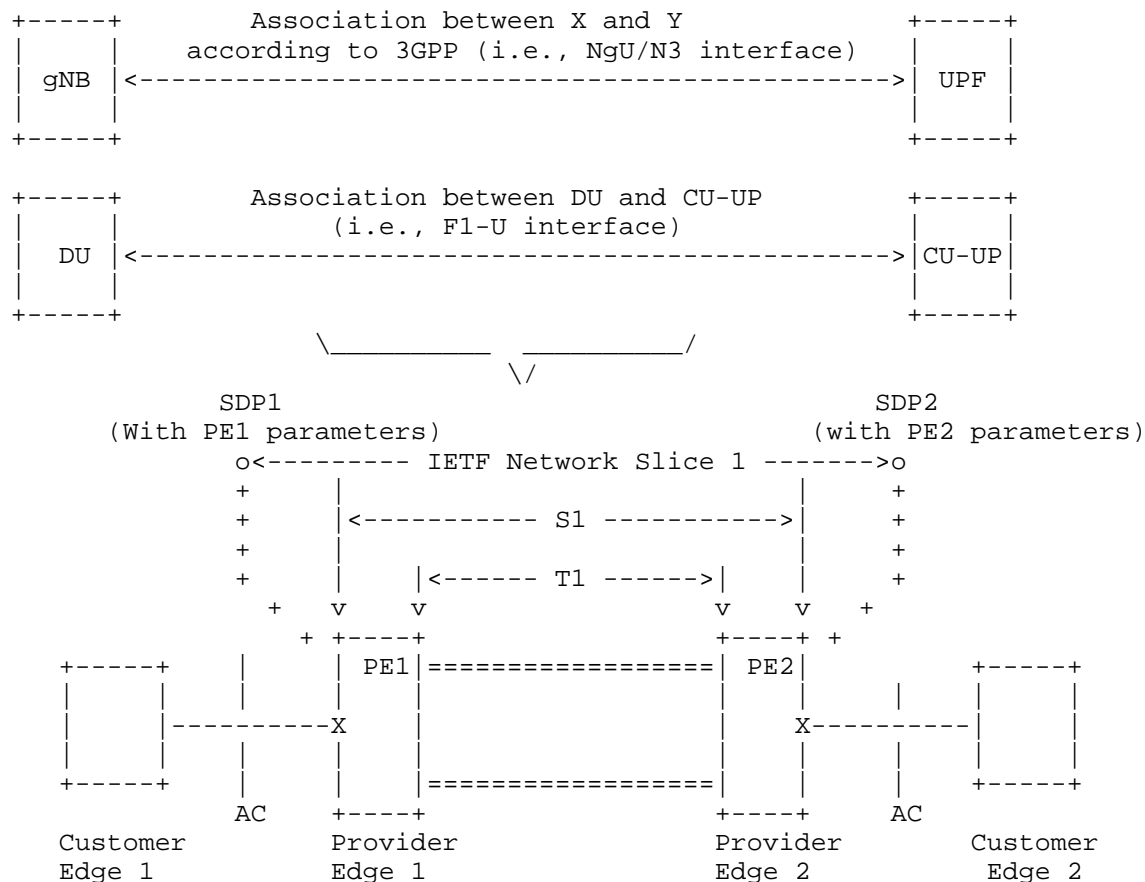 Association between X and Y
according to 3GPP (i.e., NgU/N3 interface)
gNB UPF
Association between DU and CU-UP
(i.e., F1-U interface)
DU CU-UP
SDP1 SDP2
(With PE1 parameters) (with PE2 parameters)
o<--------- IETF Network Slice 1 ------->o
S1
T1
v v v v
PE1 PE2
X X
AC AC
Customer Provider Provider Customer
Edge 1 Edge 1 Edge 2 Edge 2